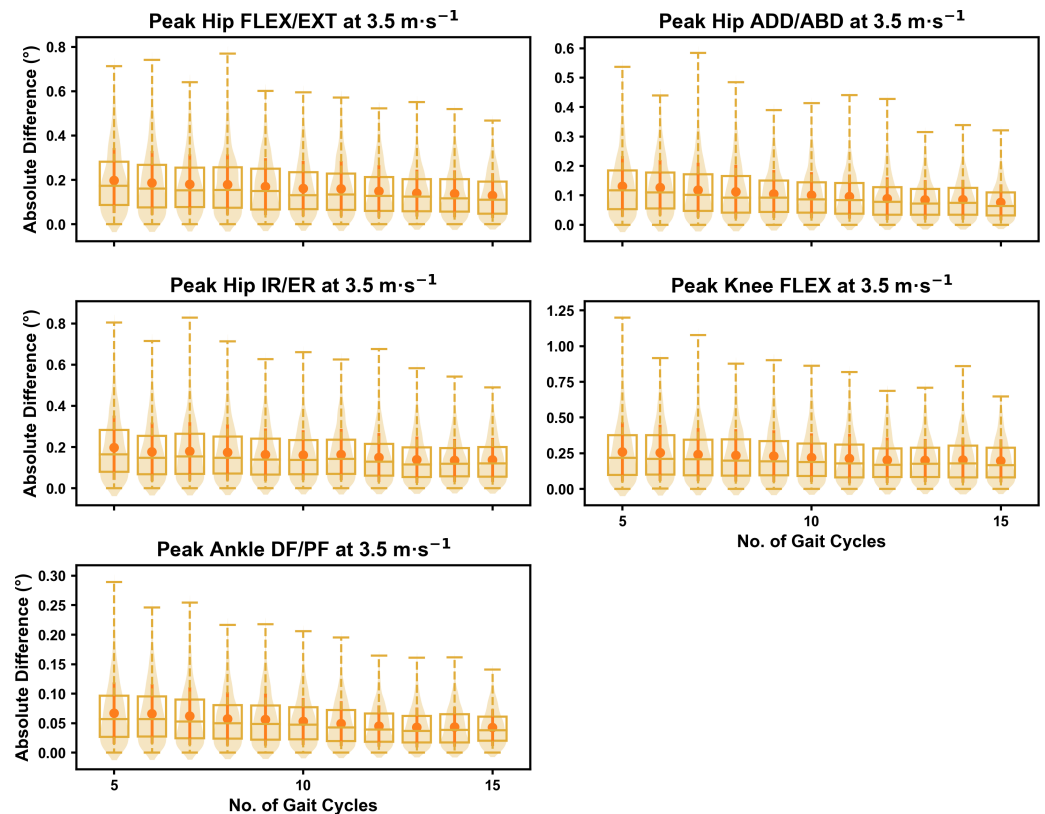 Peak Hip FLEX/EXT at 3.5 m·s⁻¹
Absolute Difference (°)
0.8
0.6
0.4
0.2
0.0
Peak Hip ADD/ABD at 3.5 m·s⁻¹
0.6
0.5
0.4
0.3
0.2
0.1
0.0
Peak Hip IR/ER at 3.5 m·s⁻¹
Absolute Difference (°)
0.8
0.6
0.4
0.2
0.0
Peak Knee FLEX at 3.5 m·s⁻¹
1.25
1.00
0.75
0.50
0.25
0.00
5 10 15
No. of Gait Cycles
Peak Ankle DF/PF at 3.5 m·s⁻¹
Absolute Difference (°)
0.30
0.25
0.20
0.15
0.10
0.05
0.00
5 10 15
No. of Gait Cycles